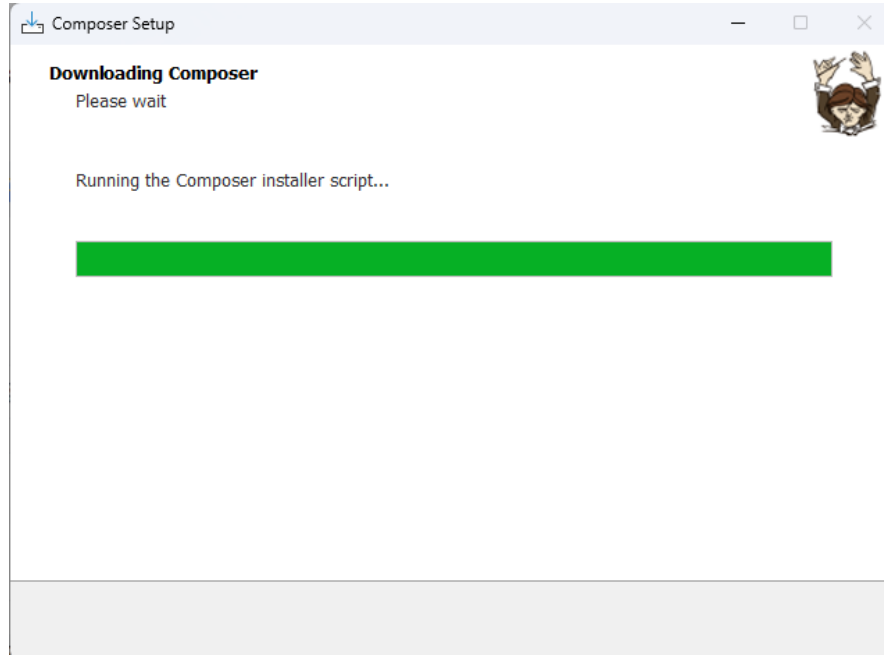 Composer Setup
Downloading Composer
Please wait
Running the Composer installer script...